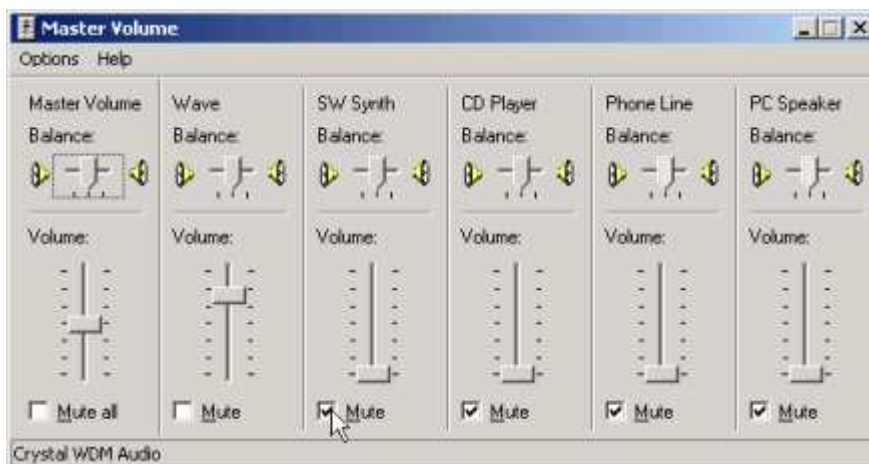 Master Volume
Options Help
Master Volume Wave SW Synth CD Player Phone Line PC Speaker
Balance: Balance: Balance: Balance: Balance: Balance:
Volume: Volume: Volume: Volume: Volume: Volume:
Mute all Mute Mute Mute Mute Mute
Crystal WDM Audio